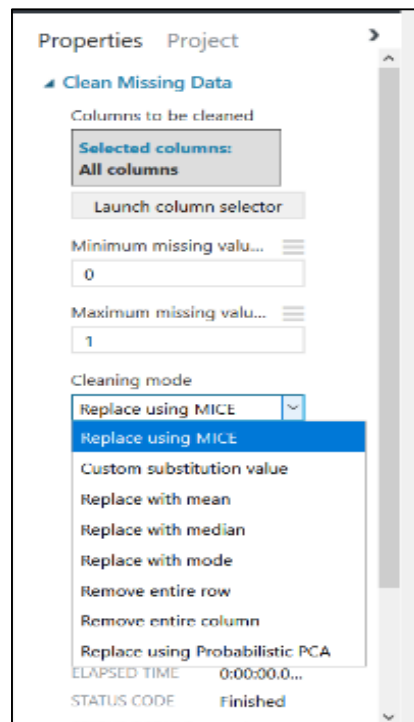 Properties Project
Clean Missing Data
Columns to be cleaned
Selected columns:
All columns
Launch column selector
Minimum missing valu...
0
Maximum missing valu...
1
Cleaning mode
Replace using MICE
Replace using MICE
Custom substitution value
Replace with mean
Replace with median
Replace with mode
Remove entire row
Remove entire column
Replace using Probabilistic PCA
ELAPSED TIME 0:00:00.0...
STATUS CODE Finished